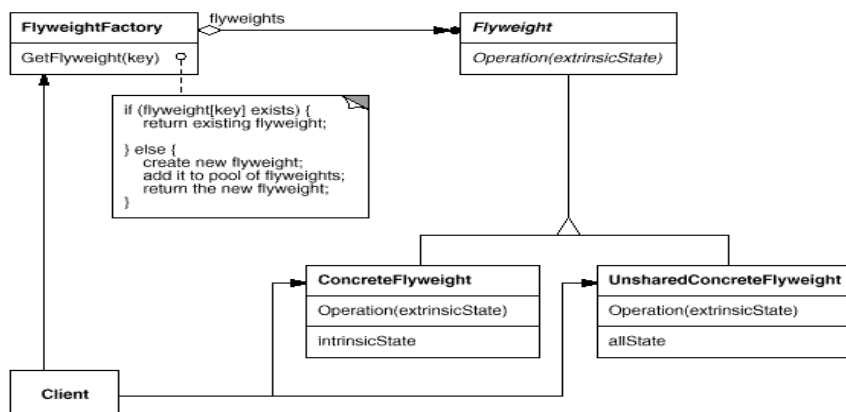 FlyweightFactory
GetFlyweight(key)
flyweights
Flyweight
Operation(extrinsicState)
if (flyweight[key] exists) {
return existing flyweight;
} else {
create new flyweight;
add it to pool of flyweights;
return the new flyweight;
}
ConcreteFlyweight
Operation(extrinsicState)
intrinsicState
UnsharedConcreteFlyweight
Operation(extrinsicState)
allState
Client